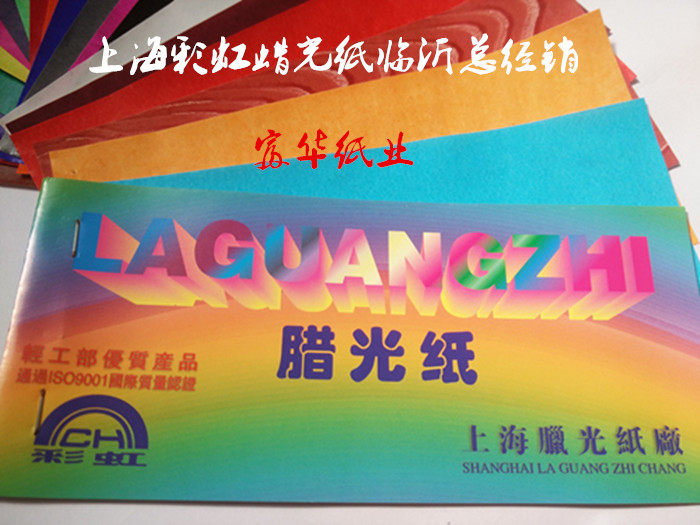 上海彩虹蜡光纸临沂总经销
富华纸业
LAGUANGZHI
腊光纸
輕工部優質産品
通過ISO9001國際質量認證
CH
彩虹
上海臘光紙廠
SHANGHAI LA GUANG ZHI CHANG